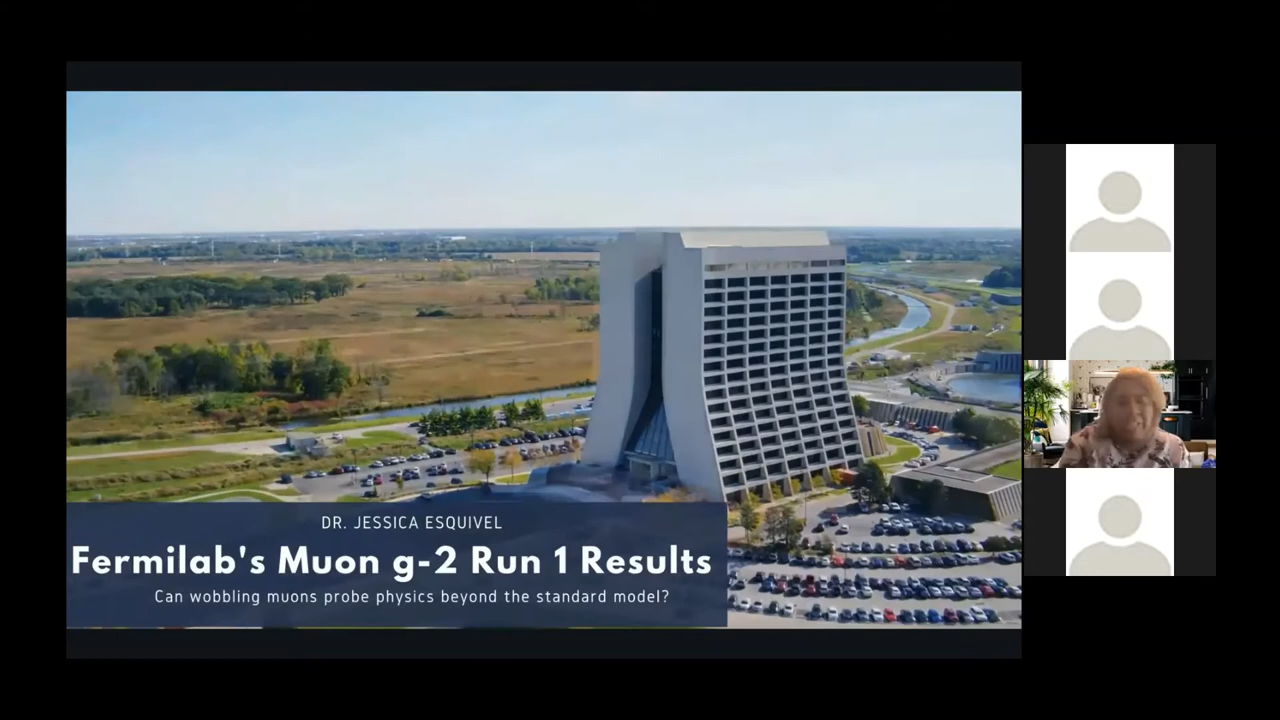 DR. JESSICA ESQUIVEL
Fermilab's Muon g-2 Run 1 Results
Can wobbling muons probe physics beyond the standard model?